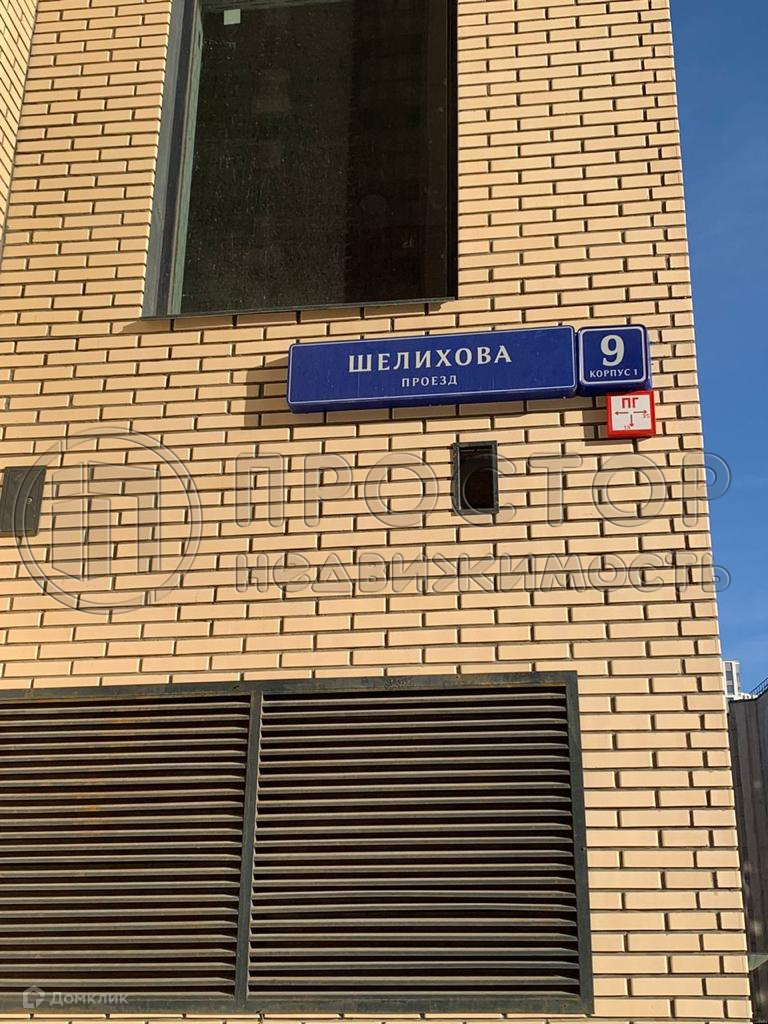 ШЕЛИХОВА
ПРОЕЗД
9
КОРПУС 1
ПГ
ПРОСТОР
недвижимость
Домклик